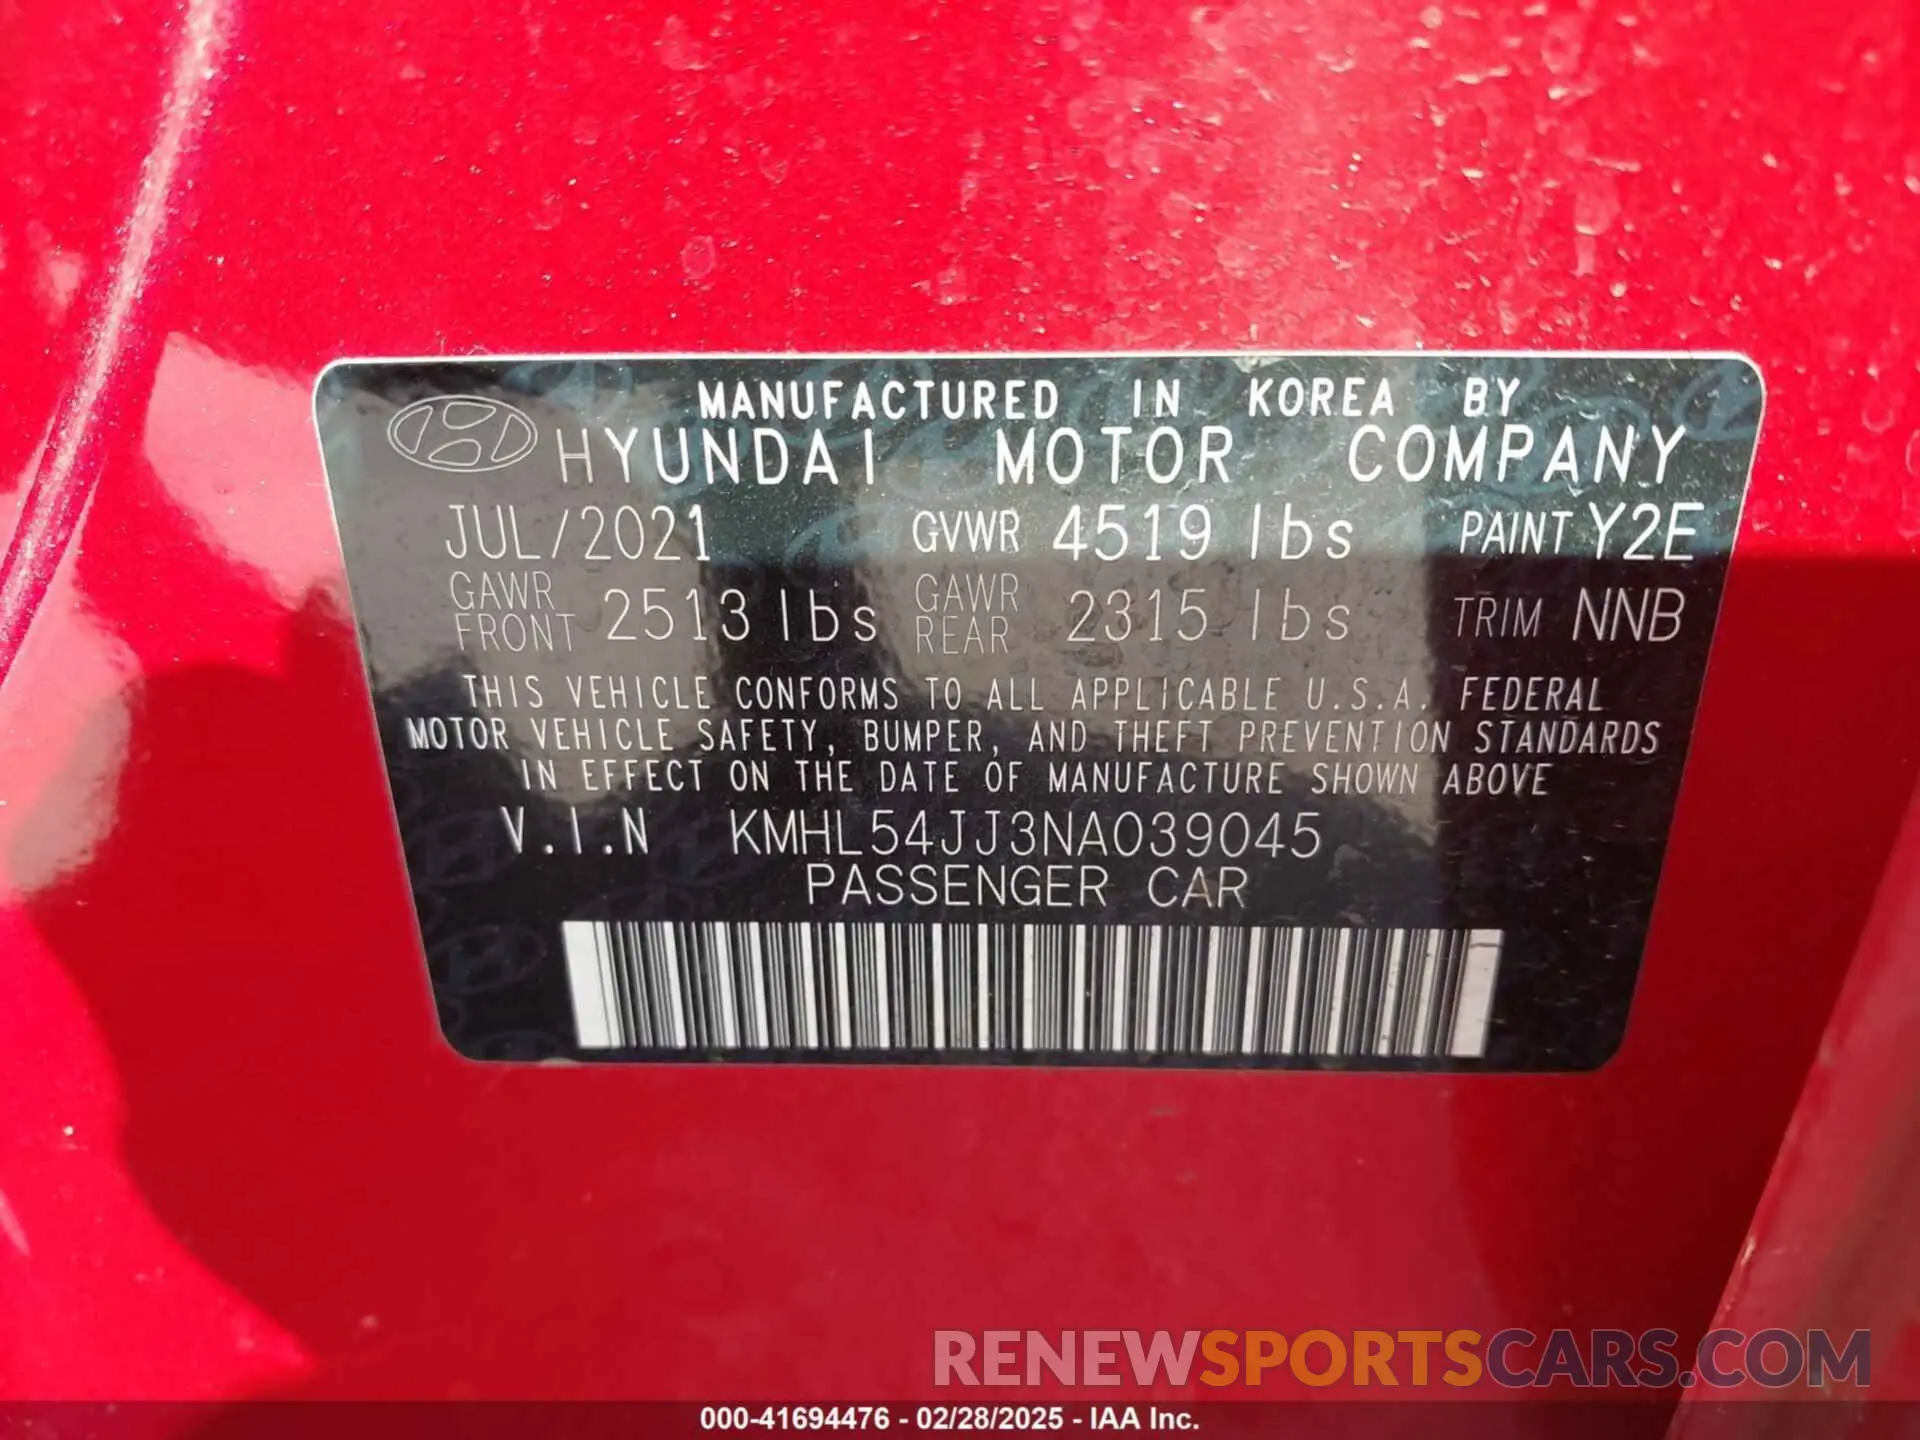 MANUFACTURED IN KOREA BY
HYUNDAI MOTOR COMPANY
JUL/2021 GVWR 4519 lbs PAINT Y2E
GAWR FRONT 2513 lbs GAWR REAR 2315 lbs TRIM NNB
THIS VEHICLE CONFORMS TO ALL APPLICABLE U.S.A. FEDERAL
MOTOR VEHICLE SAFETY, BUMPER, AND THEFT PREVENTION STANDARDS
IN EFFECT ON THE DATE OF MANUFACTURE SHOWN ABOVE
V.I.N KMHL54JJ3NA039045
PASSENGER CAR
RENEWSPORTSCARS.COM
000-41694476 - 02/28/2025 - IAA Inc.